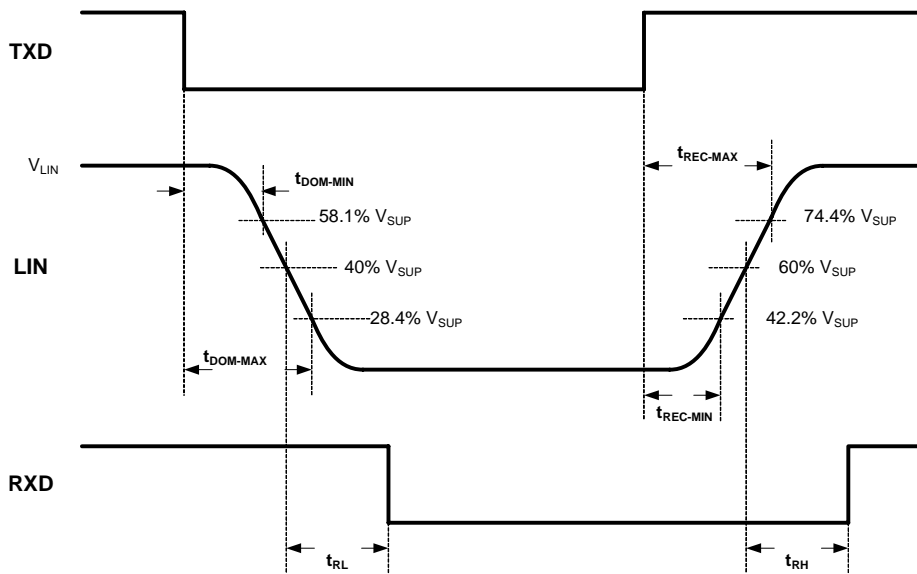 TXD
V_LIN
t_DOM-MIN
t_REC-MAX
58.1% V_SUP
74.4% V_SUP
LIN
40% V_SUP
60% V_SUP
28.4% V_SUP
42.2% V_SUP
t_DOM-MAX
t_REC-MIN
RXD
t_RL
t_RH